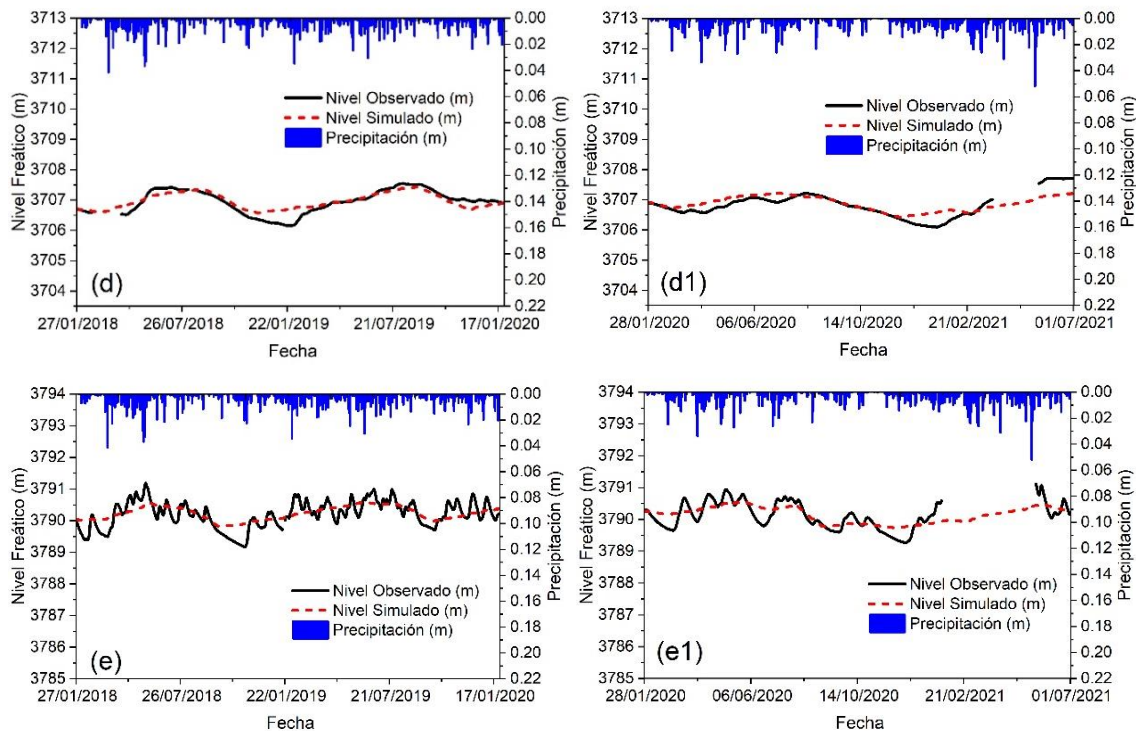 3713
3712
3711
3710
3709
3708
3707
3706
3705
3704
Nivel Freático (m)
Nivel Observado (m)
Nivel Simulado (m)
Precipitación (m)
(d)
0.00
0.02
0.04
0.06
0.08
0.10
0.12
0.14
0.16
0.18
0.20
0.22
Precipitación (m)
27/01/2018 26/07/2018 22/01/2019 21/07/2019 17/01/2020
Fecha
3713
3712
3711
3710
3709
3708
3707
3706
3705
3704
Nivel Freático (m)
Nivel Observado (m)
Nivel Simulado (m)
Precipitación (m)
(d1)
0.00
0.02
0.04
0.06
0.08
0.10
0.12
0.14
0.16
0.18
0.20
0.22
Precipitación (m)
28/01/2020 06/06/2020 14/10/2020 21/02/2021 01/07/2021
Fecha
3794
3793
3792
3791
3790
3789
3788
3787
3786
3785
Nivel Freático (m)
Nivel Observado (m)
Nivel Simulado (m)
Precipitación (m)
(e)
0.00
0.02
0.04
0.06
0.08
0.10
0.12
0.14
0.16
0.18
0.20
0.22
Precipitación (m)
27/01/2018 26/07/2018 22/01/2019 21/07/2019 17/01/2020
Fecha
3794
3793
3792
3791
3790
3789
3788
3787
3786
3785
Nivel Freático (m)
Nivel Observado (m)
Nivel Simulado (m)
Precipitación (m)
(e1)
0.00
0.02
0.04
0.06
0.08
0.10
0.12
0.14
0.16
0.18
0.20
0.22
Precipitación (m)
28/01/2020 06/06/2020 14/10/2020 21/02/2021 01/07/2021
Fecha